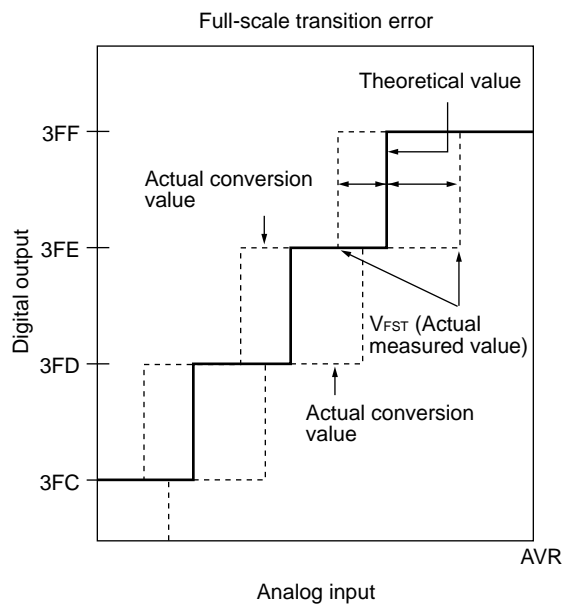 Full-scale transition error
Theoretical value
3FF
Actual conversion
value
3FE
Digital output
VFST (Actual
measured value)
3FD
Actual conversion
value
3FC
AVR
Analog input